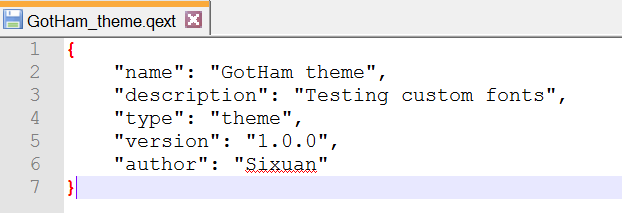 GotHam_theme.qext
1 {
2 "name": "GotHam theme",
3 "description": "Testing custom fonts",
4 "type": "theme",
5 "version": "1.0.0",
6 "author": "Sixuan"
7 }